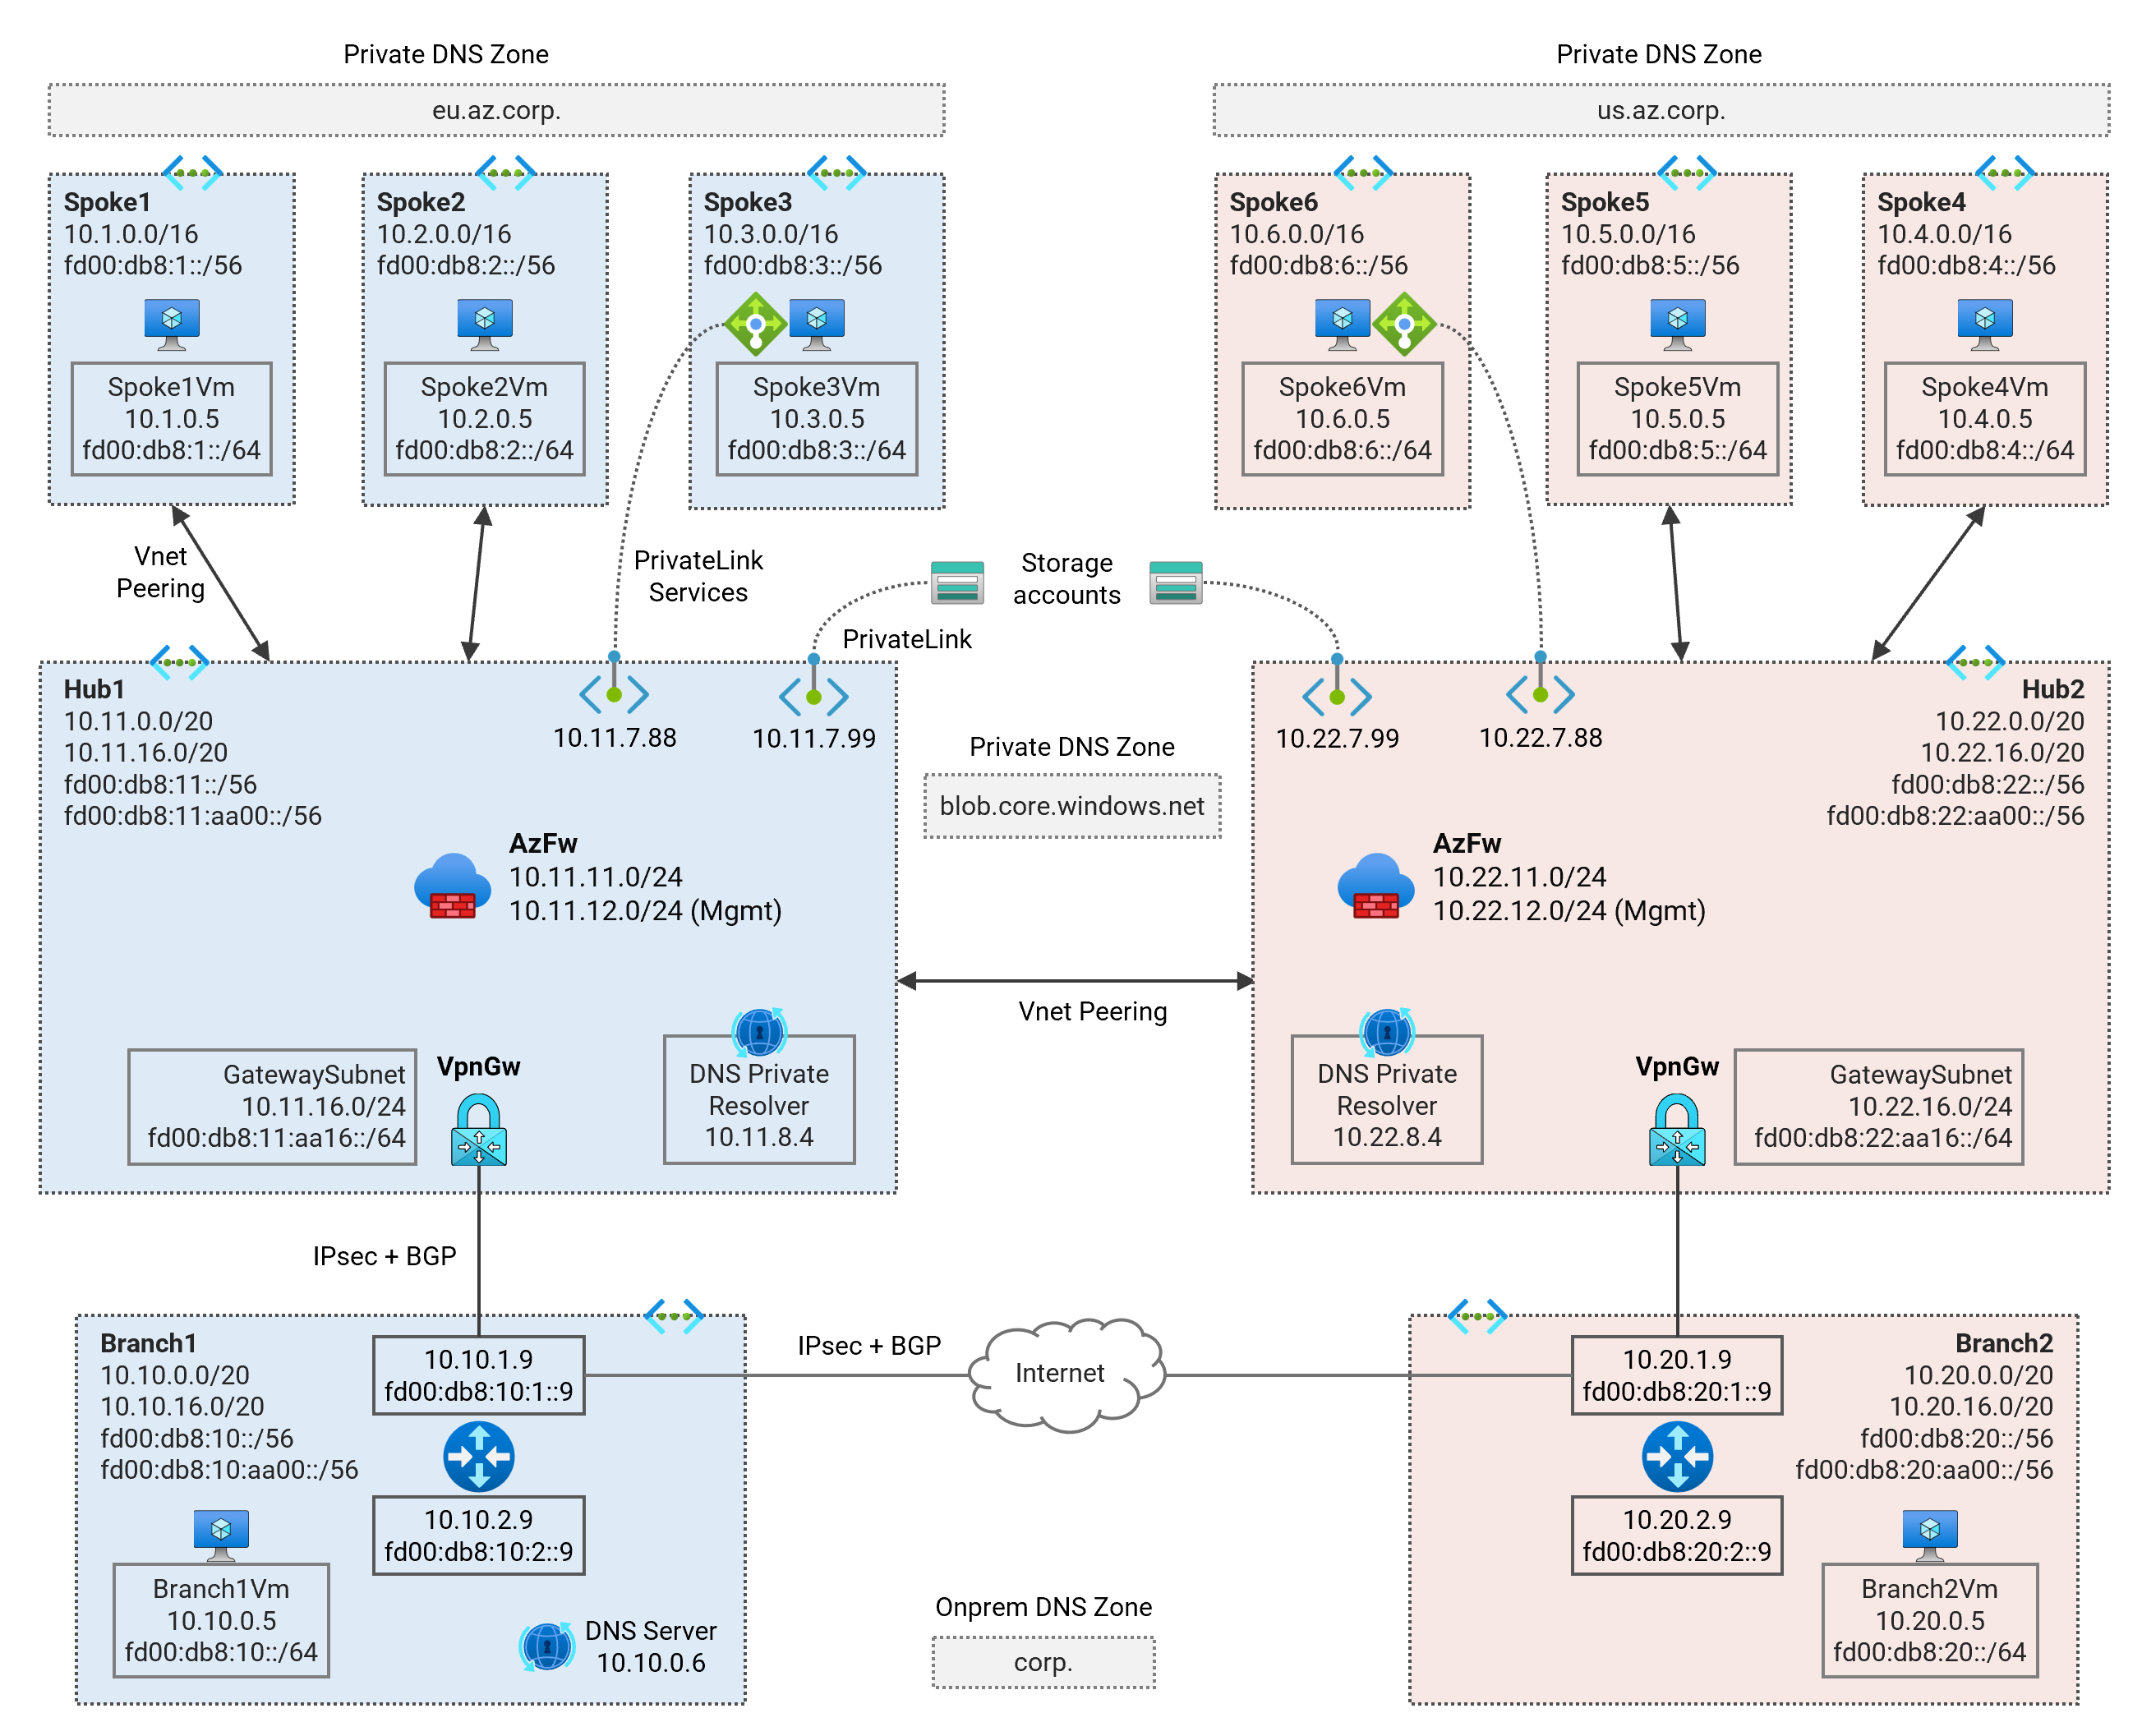 Private DNS Zone
eu.az.corp.
Private DNS Zone
us.az.corp.
Spoke1
10.1.0.0/16
fd00:db8:1::/56
Spoke1Vm
10.1.0.5
fd00:db8:1::/64
Spoke2
10.2.0.0/16
fd00:db8:2::/56
Spoke2Vm
10.2.0.5
fd00:db8:2::/64
Spoke3
10.3.0.0/16
fd00:db8:3::/56
Spoke3Vm
10.3.0.5
fd00:db8:3::/64
Spoke6
10.6.0.0/16
fd00:db8:6::/56
Spoke6Vm
10.6.0.5
fd00:db8:6::/64
Spoke5
10.5.0.0/16
fd00:db8:5::/56
Spoke5Vm
10.5.0.5
fd00:db8:5::/64
Spoke4
10.4.0.0/16
fd00:db8:4::/56
Spoke4Vm
10.4.0.5
fd00:db8:4::/64
Vnet
Peering
PrivateLink
Services
Storage
accounts
PrivateLink
Hub1
10.11.0.0/20
10.11.16.0/20
fd00:db8:11::/56
fd00:db8:11:aa00::/56
10.11.7.88
10.11.7.99
AzFw
10.11.11.0/24
10.11.12.0/24 (Mgmt)
GatewaySubnet
10.11.16.0/24
fd00:db8:11:aa16::/64
VpnGw
DNS Private
Resolver
10.11.8.4
Private DNS Zone
blob.core.windows.net
Vnet Peering
Hub2
10.22.0.0/20
10.22.16.0/20
fd00:db8:22::/56
fd00:db8:22:aa00::/56
10.22.7.99
10.22.7.88
AzFw
10.22.11.0/24
10.22.12.0/24 (Mgmt)
DNS Private
Resolver
10.22.8.4
VpnGw
GatewaySubnet
10.22.16.0/24
fd00:db8:22:aa16::/64
IPsec + BGP
Branch1
10.10.0.0/20
10.10.16.0/20
fd00:db8:10::/56
fd00:db8:10:aa00::/56
10.10.1.9
fd00:db8:10:1::9
10.10.2.9
fd00:db8:10:2::9
Branch1Vm
10.10.0.5
fd00:db8:10::/64
DNS Server
10.10.0.6
IPsec + BGP
Internet
Onprem DNS Zone
corp.
Branch2
10.20.0.0/20
10.20.16.0/20
fd00:db8:20::/56
fd00:db8:20:aa00::/56
10.20.1.9
fd00:db8:20:1::9
10.20.2.9
fd00:db8:20:2::9
Branch2Vm
10.20.0.5
fd00:db8:20::/64